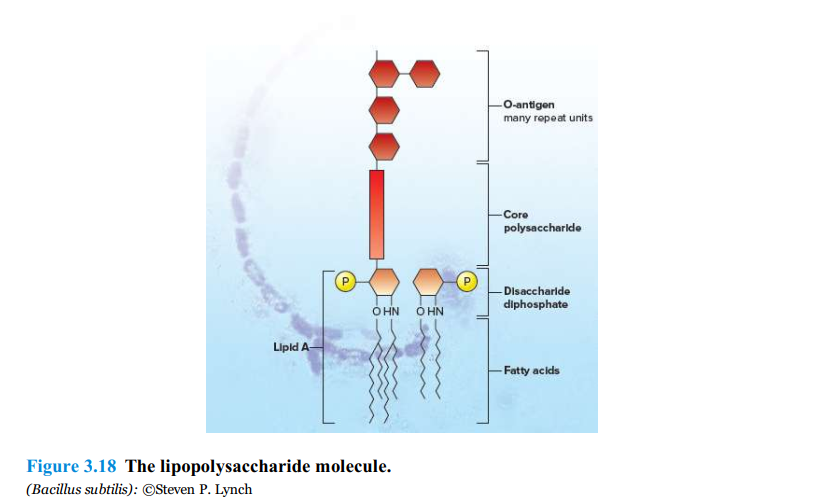 O-antigen
many repeat units
Core
polysaccharide
P
P
Disaccharide
diphosphate
O HN
O HN
Lipid A
Fatty acids
Figure 3.18 The lipopolysaccharide molecule.
(Bacillus subtilis): ©Steven P. Lynch